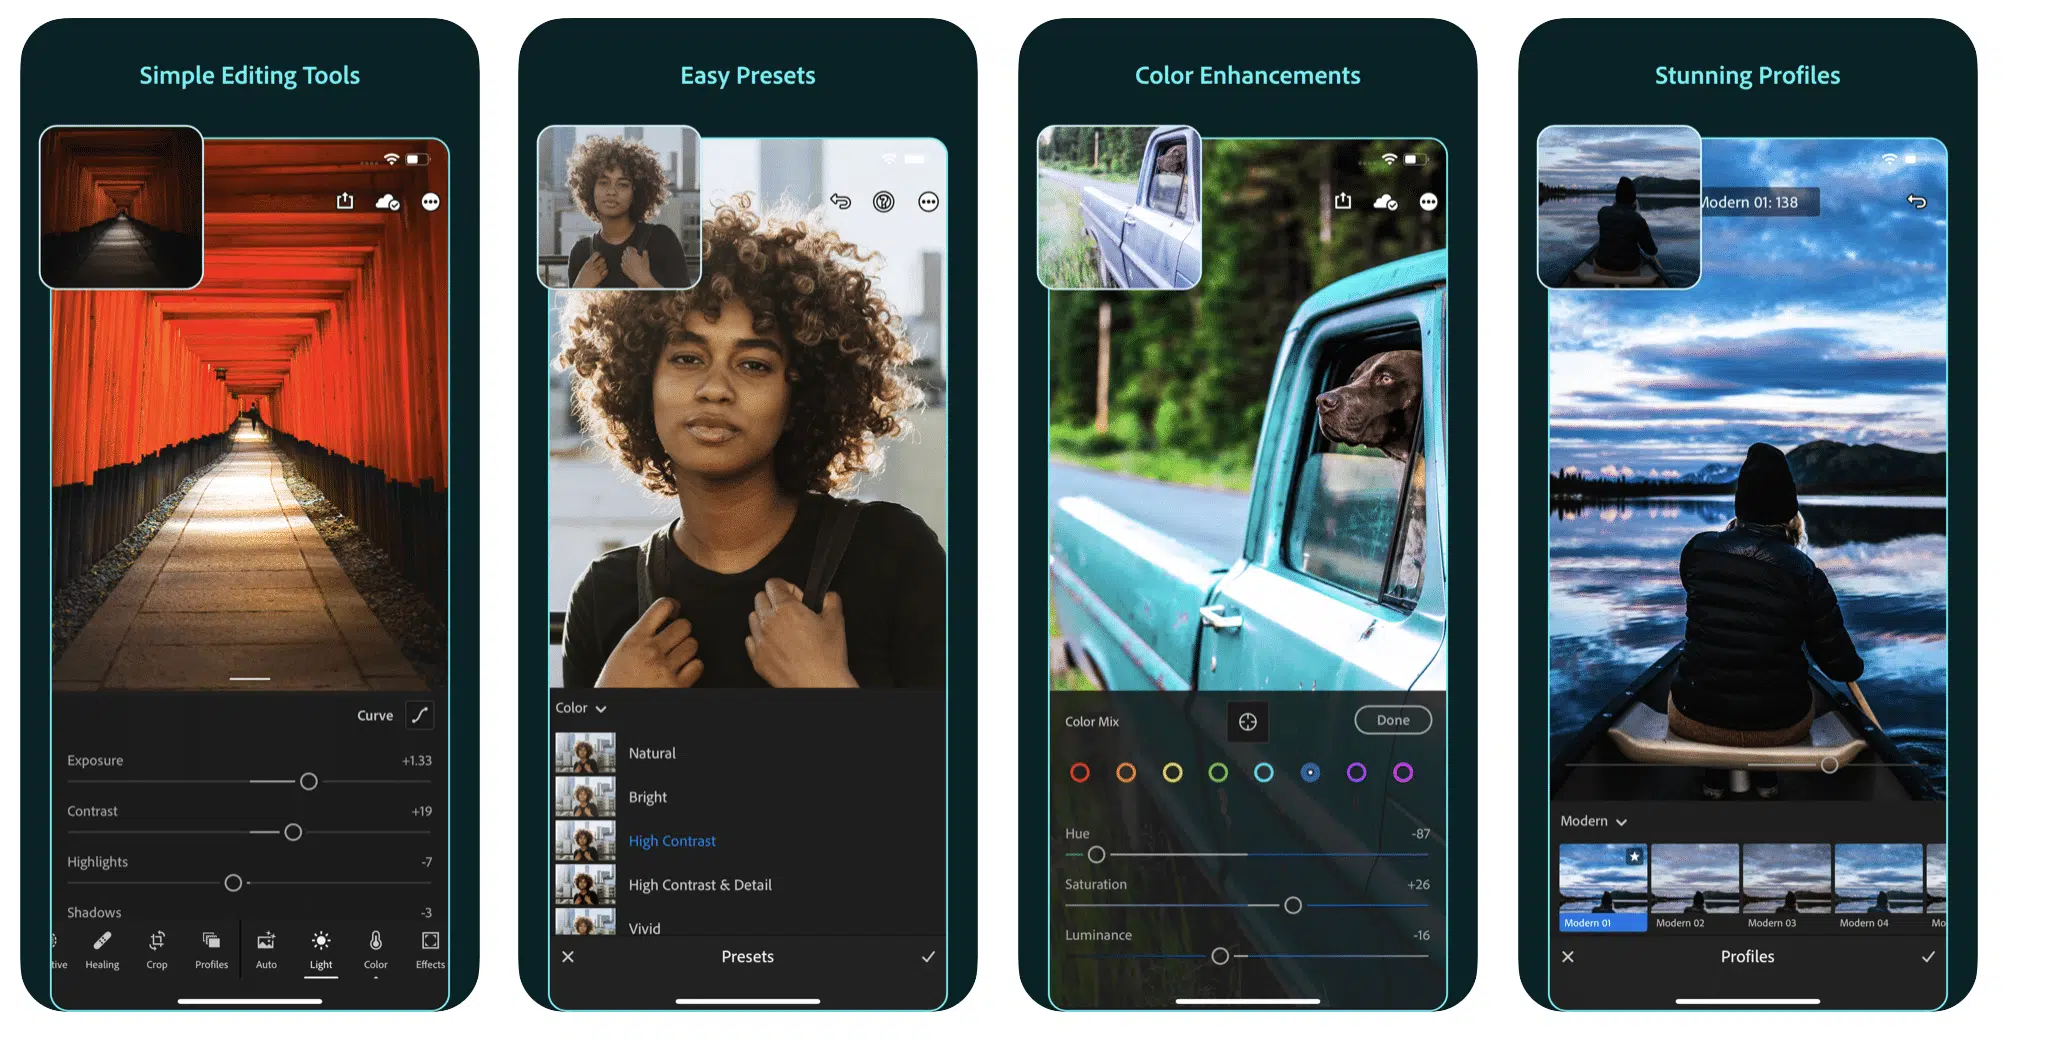 Simple Editing Tools
Curve
Exposure +1.33
Contrast +19
Highlights -7
Shadows -3
tive Healing Crop Profiles Auto Light Color Effects
Easy Presets
Color
Natural
Bright
High Contrast
High Contrast & Detail
Vivid
Presets
Color Enhancements
Color Mix Done
Hue -87
Saturation +26
Luminance -16
Stunning Profiles
Modern 01: 138
Modern
Modern 01 Modern 02 Modern 03 Modern 04 Mo
Profiles